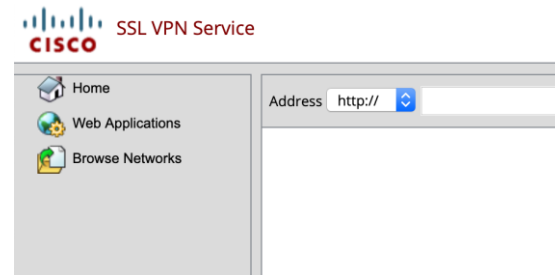 CISCO
SSL VPN Service
Home
Address http://
Web Applications
Browse Networks